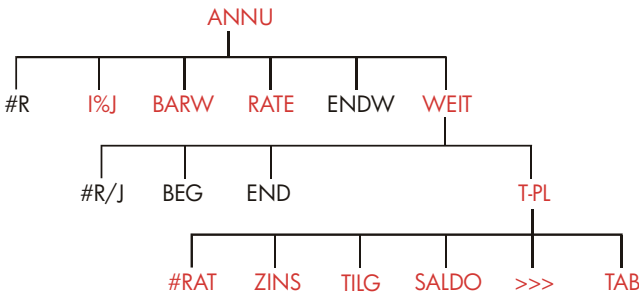 ANNU
#R I%J BARW RATE ENDW WEIT
#R/J BEG END T-PL
#RAT ZINS TILG SALDO >>> TAB